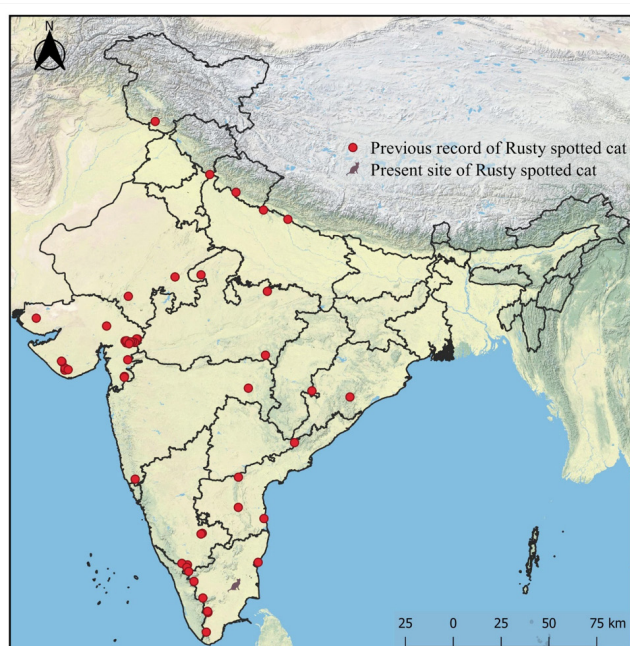 N
Previous record of Rusty spotted cat
Present site of Rusty spotted cat
25 0 25 50 75 km